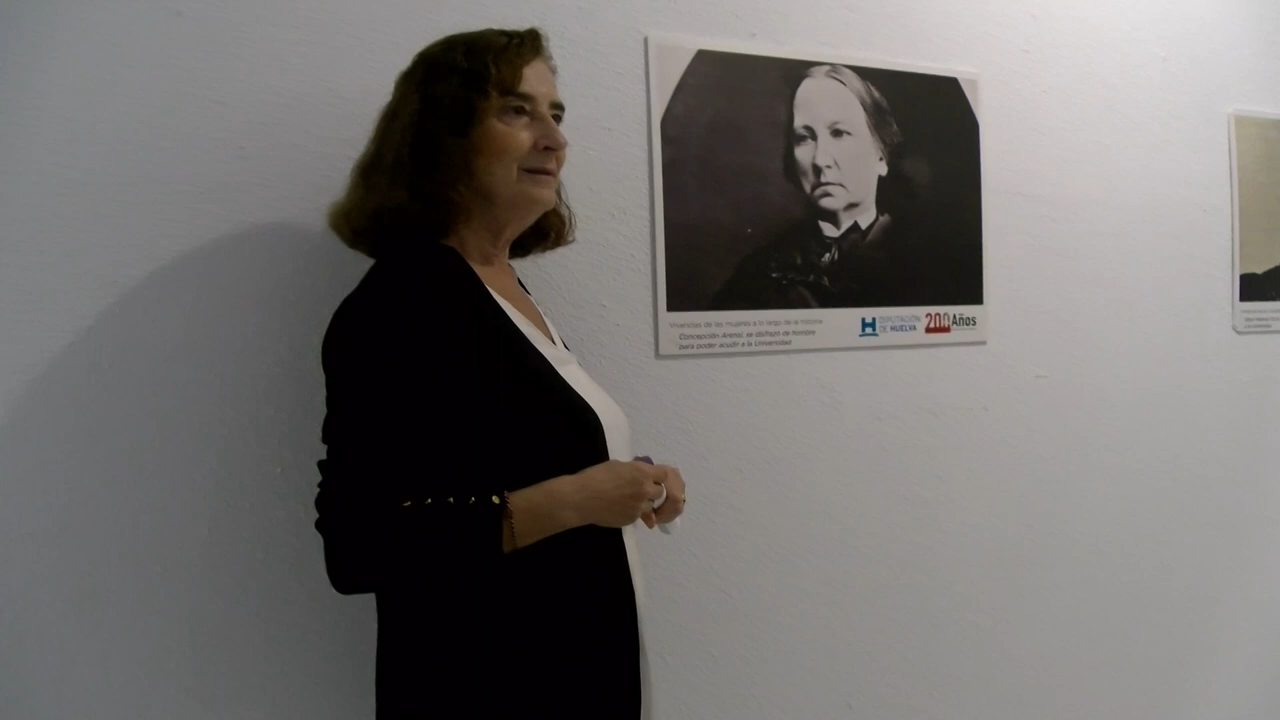 Vivencias de las mujeres a lo largo de la historia
Concepción Arenal, se disfrazó de hombre
para poder acudir a la Universidad
DIPUTACIÓN
DE HUELVA
200 Años